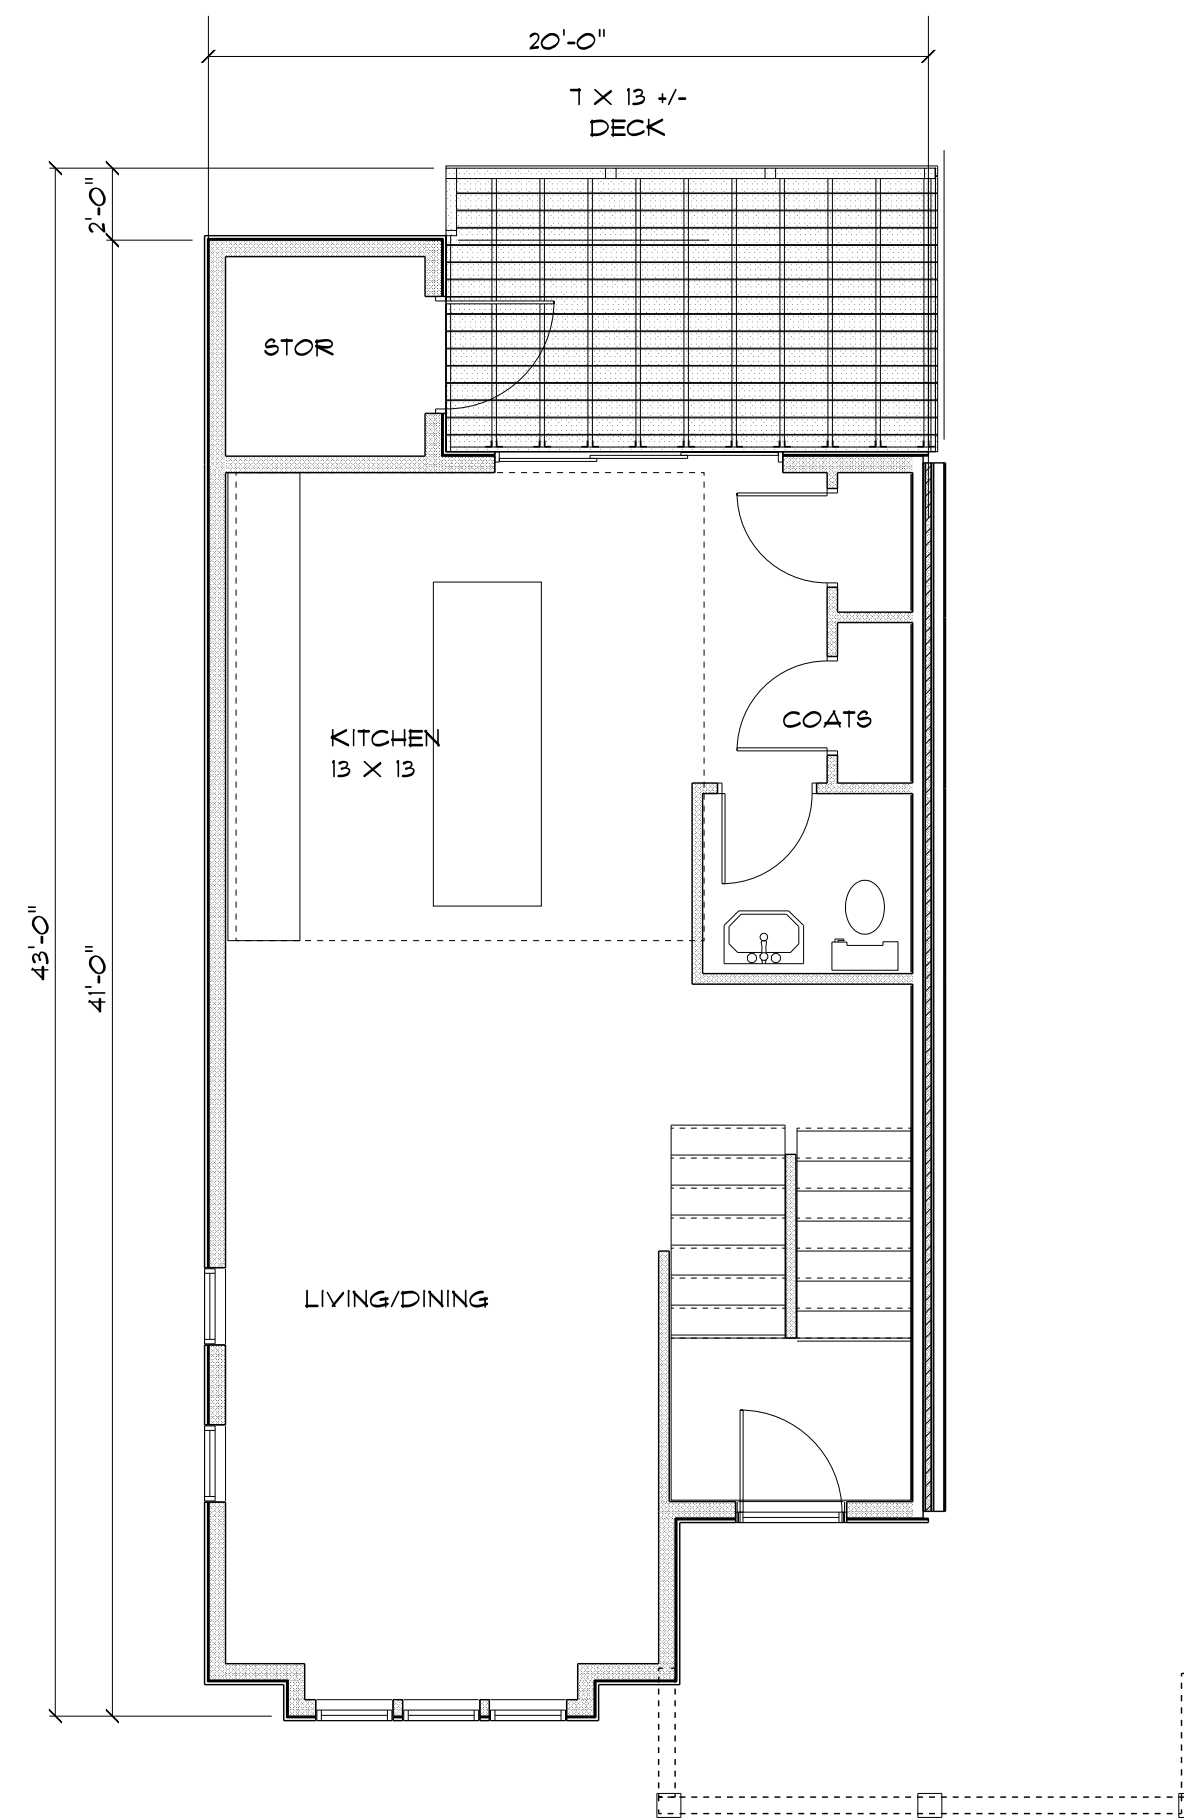 20'-0"
7 X 13 +/-
DECK
2'-0"
STOR
KITCHEN
13 X 13
COATS
43'-0"
41'-0"
LIVING/DINING